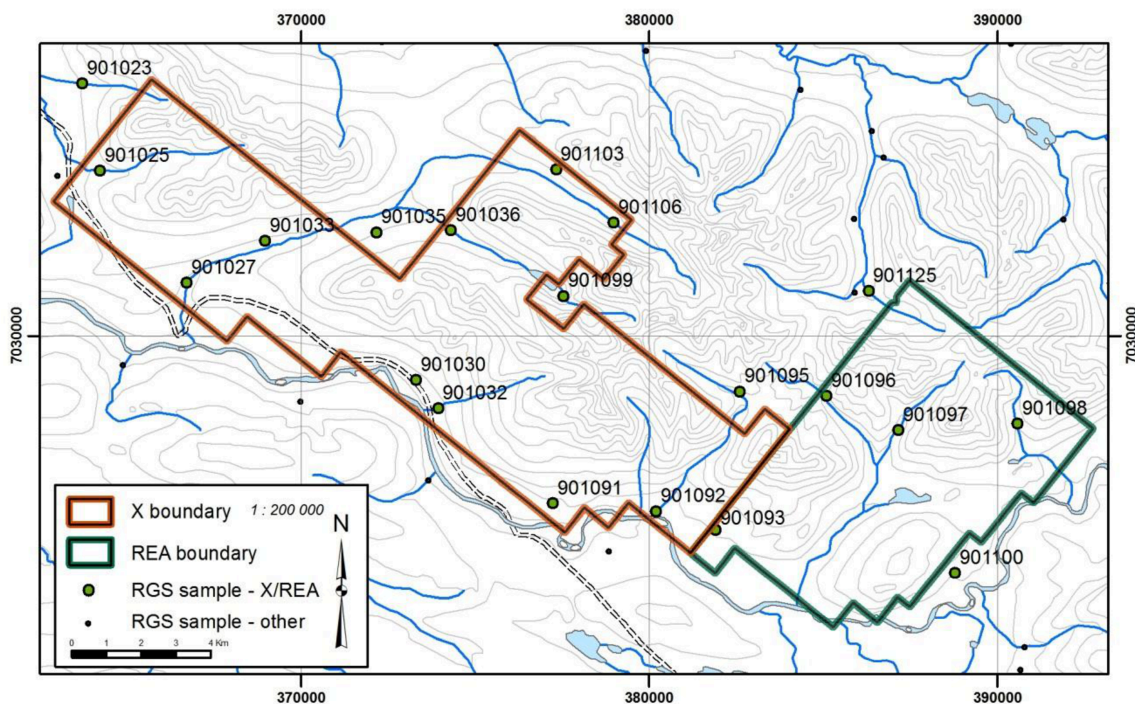 370000 380000 390000
901023
901025
901103
901106
901033
901035
901036
901027
901099
901125
7030000 7030000
901030
901032
901095
901096
901097
901098
901091
901092
901093
901100
X boundary 1 : 200 000
N
REA boundary
RGS sample - X/REA
RGS sample - other
0 1 2 3 4 Km
370000 380000 390000